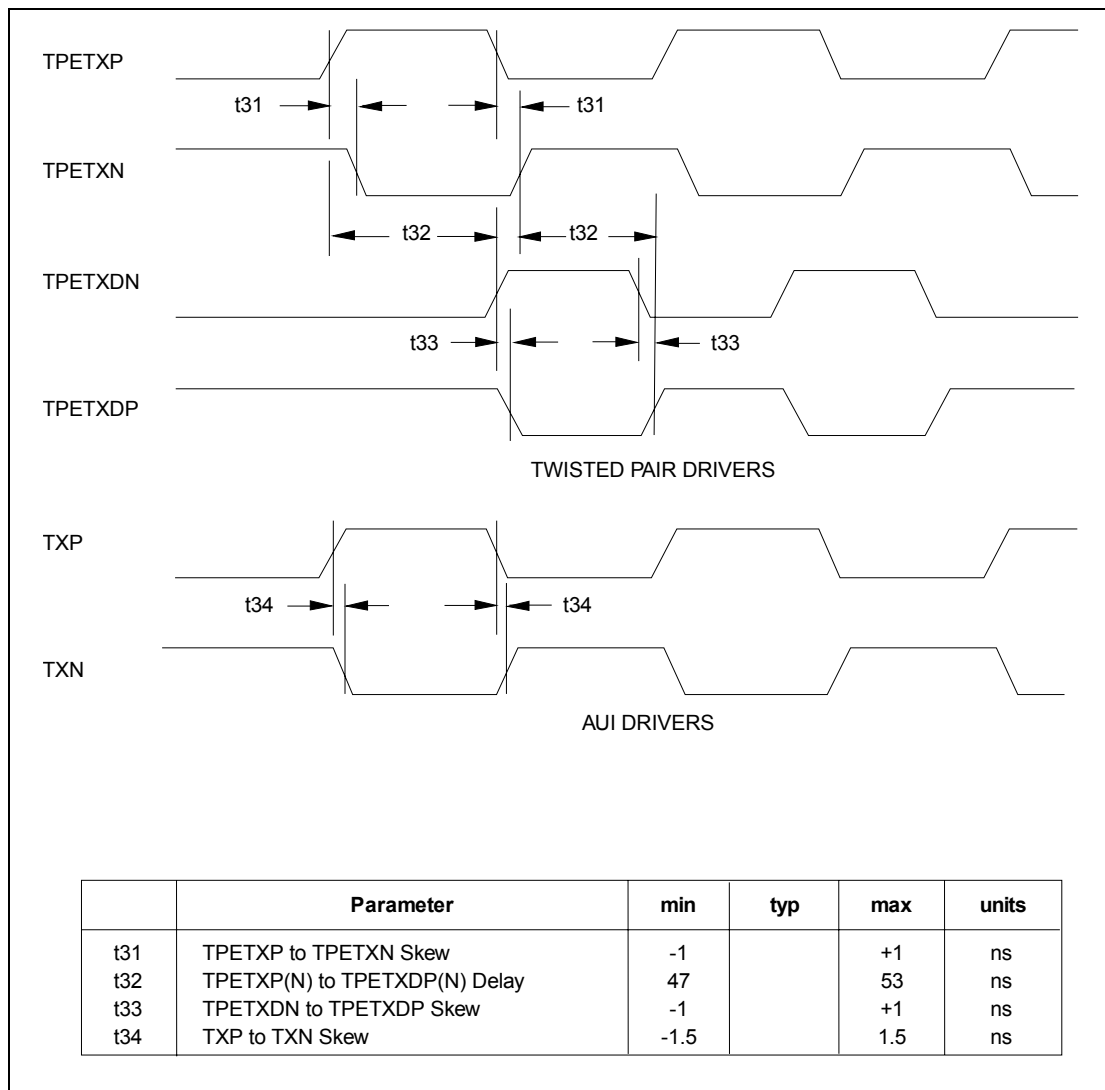 TPETXP
t31 t31
TPETXN
t32 t32
TPETXDN
t33 t33
TPETXDP
TWISTED PAIR DRIVERS
TXP
t34 t34
TXN
AUI DRIVERS
Parameter min typ max units
t31 TPETXP to TPETXN Skew -1 +1 ns
t32 TPETXP(N) to TPETXDP(N) Delay 47 53 ns
t33 TPETXDN to TPETXDP Skew -1 +1 ns
t34 TXP to TXN Skew -1.5 1.5 ns